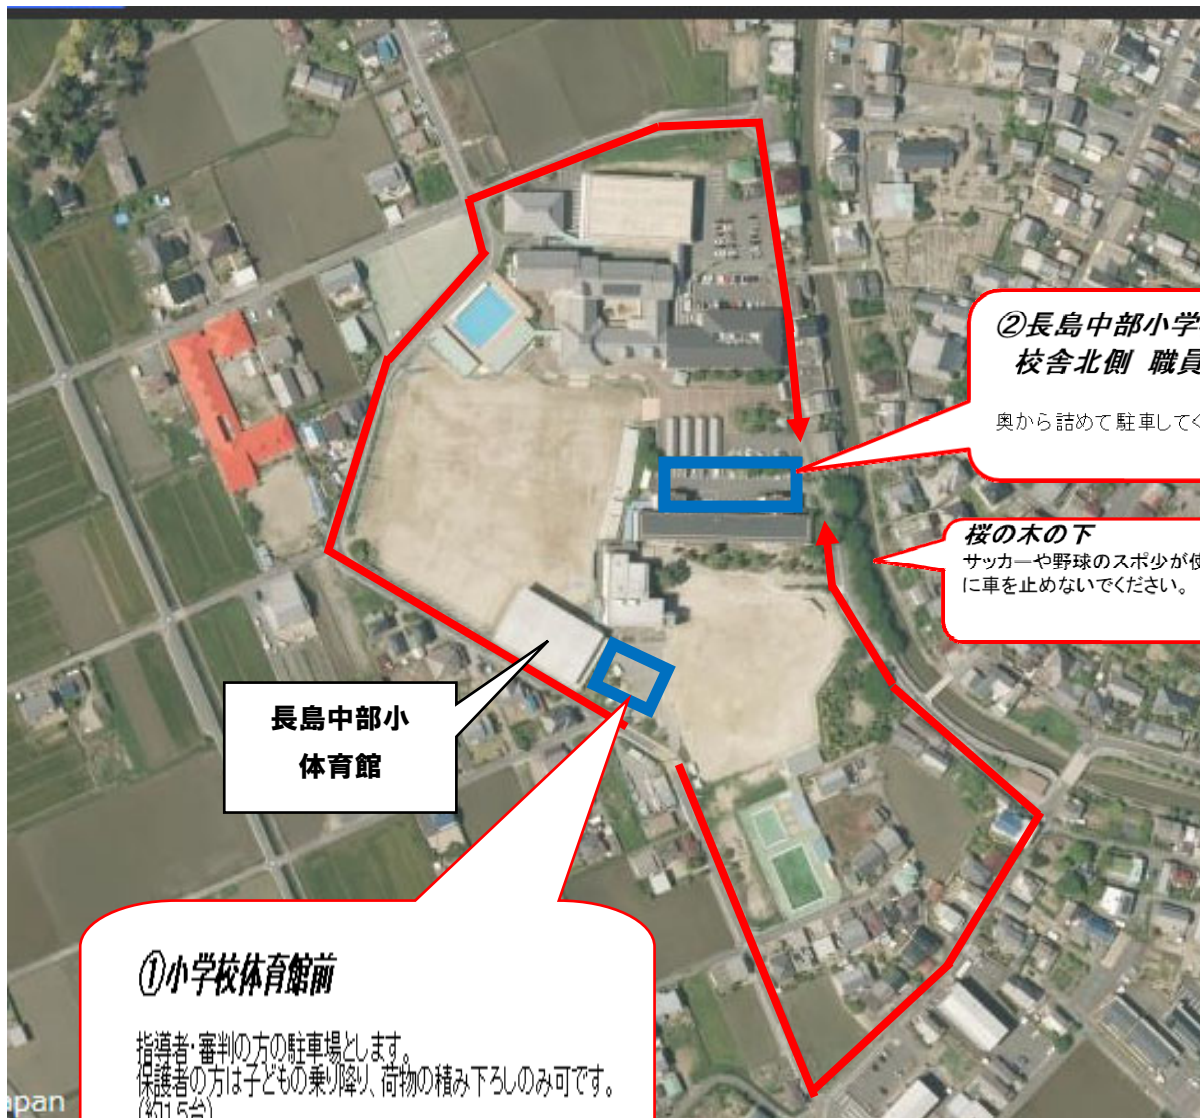 ②長島中部小学
校舎北側 職員
奥から詰めて駐車してく
桜の木の下
サッカーや野球のスポ少が使
に車を止めないでください。
長島中部小
体育館
①小学校体育館前
指導者・審判の方の駐車場とします。
保護者の方は子どもの乗り降り、荷物の積み下ろしのみ可です。
(約15台)
apan